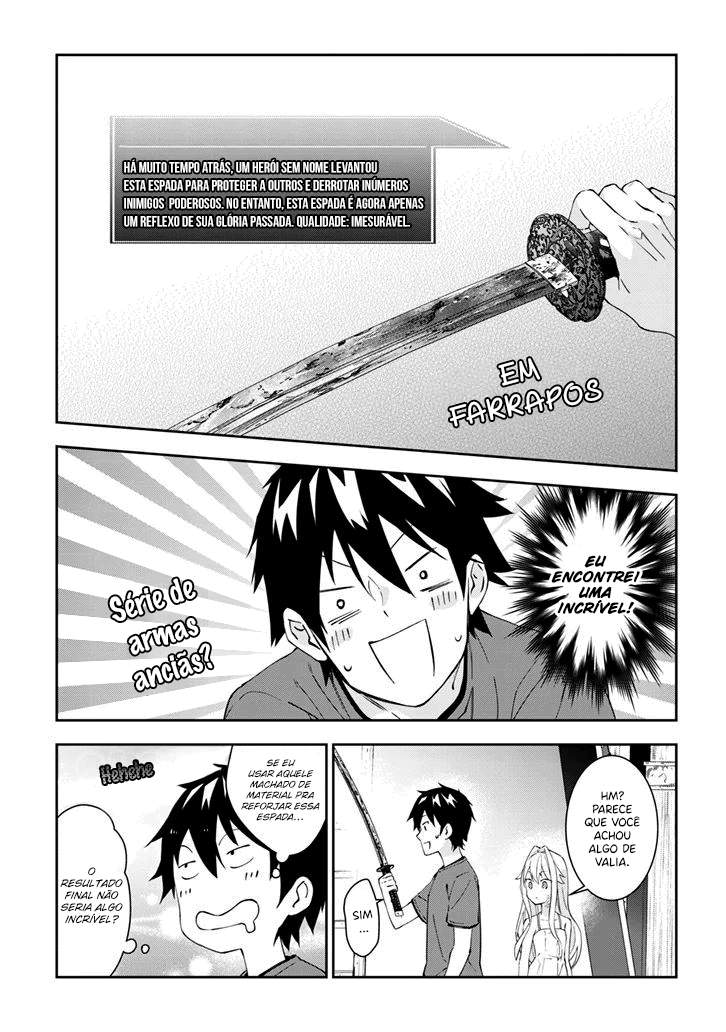 HÁ MUITO TEMPO ATRÁS, UM HERÓI SEM NOME LEVANTOU
ESTA ESPADA PARA PROTEGER A OUTROS E DERROTAR INÚMEROS
INIMIGOS PODEROSOS. NO ENTANTO, ESTA ESPADA É AGORA APENAS
UM REFLEXO DE SUA GLÓRIA PASSADA. QUALIDADE: IMESURÁVEL.
EM
FARRAPOS
EU
ENCONTREI
UMA
INCRÍVEL!
Série de
armas
anciãs?
HM?
PARECE
QUE VOCÊ
ACHOU
ALGO DE
VALIA.
SIM
...
SE EU
USAR AQUELE
MACHADO DE
MATERIAL PRA
REFORJAR ESSA
ESPADA...
Hehehe
O
RESULTADO
FINAL NÃO
SERIA ALGO
INCRÍVEL?